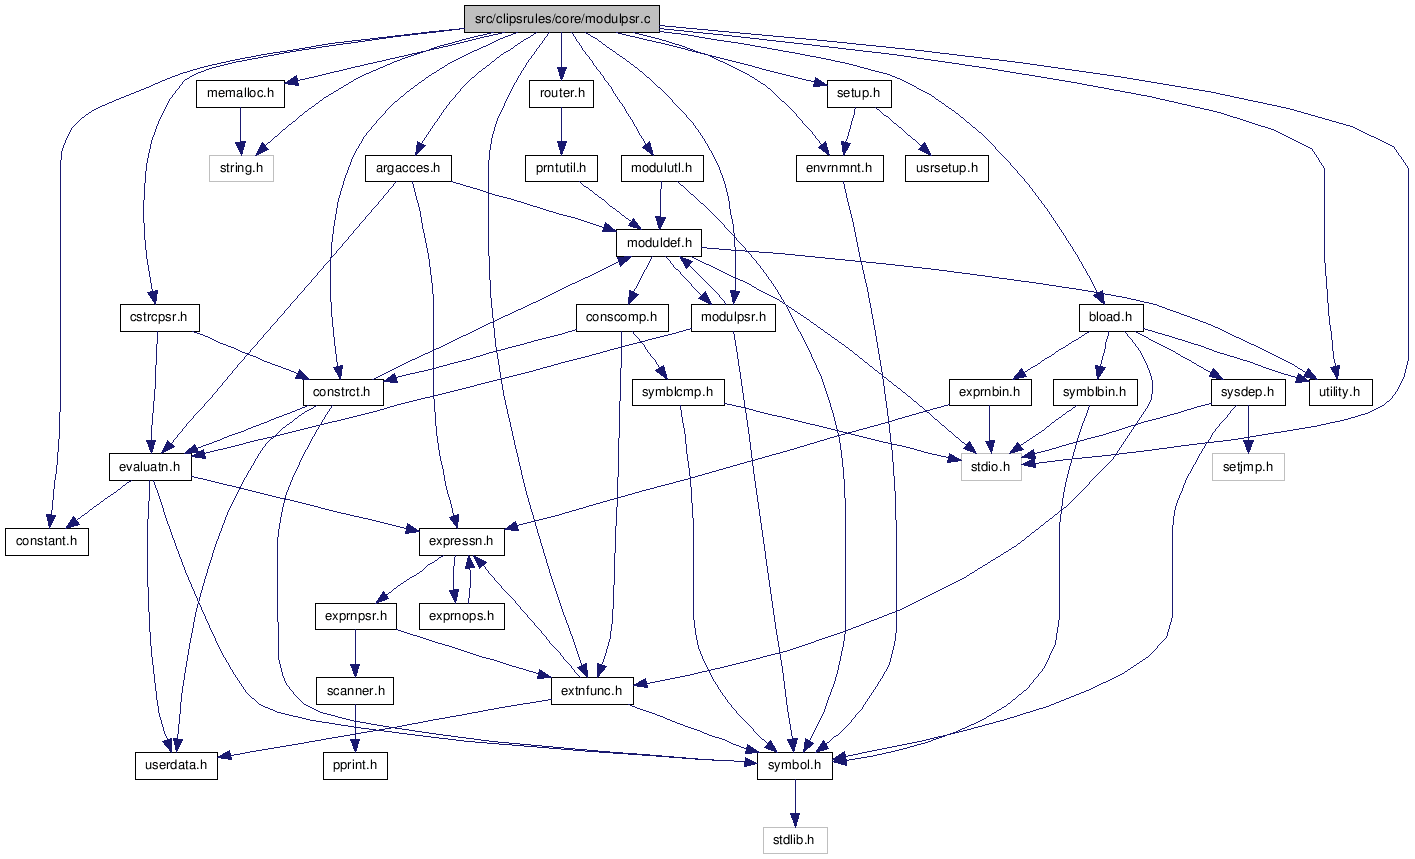 src/clipsrules/core/modulpsr.c
memalloc.h
router.h
setup.h
string.h
argacces.h
prntutil.h
modulutl.h
envrnmnt.h
usrsetup.h
moduldef.h
cstrcpsr.h
conscomp.h
modulpsr.h
bload.h
constrct.h
symblcmp.h
exprnbin.h
symblbin.h
sysdep.h
utility.h
evaluatn.h
stdio.h
setjmp.h
constant.h
expressn.h
exprnpsr.h
exprnops.h
scanner.h
extnfunc.h
userdata.h
pprint.h
symbol.h
stdlib.h